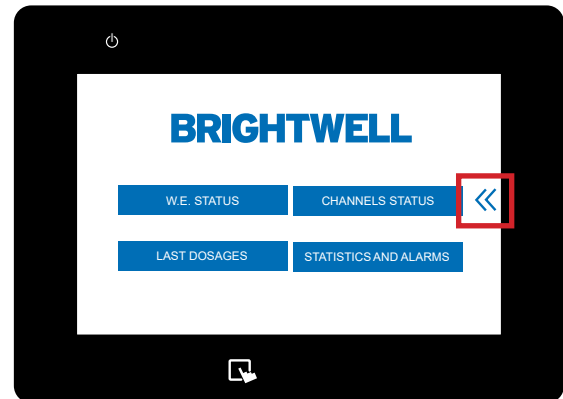 BRIGHTWELL
W.E. STATUS
CHANNELS STATUS
LAST DOSAGES
STATISTICS AND ALARMS